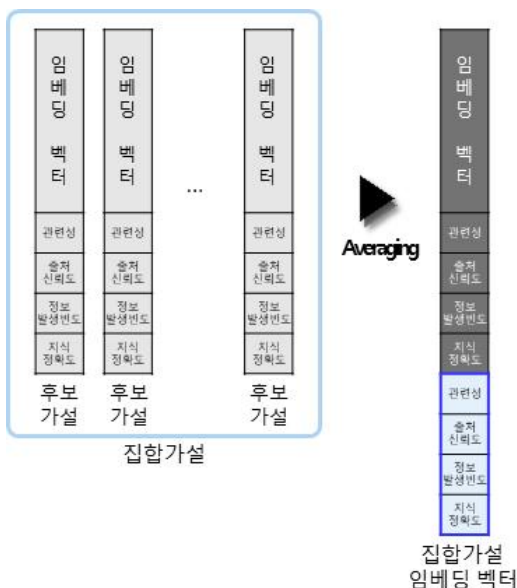 임베딩 벡터
관련성
출처
신뢰도
정보
발생빈도
지식
정확도
후보
가설
임베딩 벡터
관련성
출처
신뢰도
정보
발생빈도
지식
정확도
후보
가설
...
임베딩 벡터
관련성
출처
신뢰도
정보
발생빈도
지식
정확도
후보
가설
집합가설
Averaging
임베딩 벡터
관련성
출처
신뢰도
정보
발생빈도
지식
정확도
관련성
출처
신뢰도
정보
발생빈도
지식
정확도
집합가설
임베딩 벡터